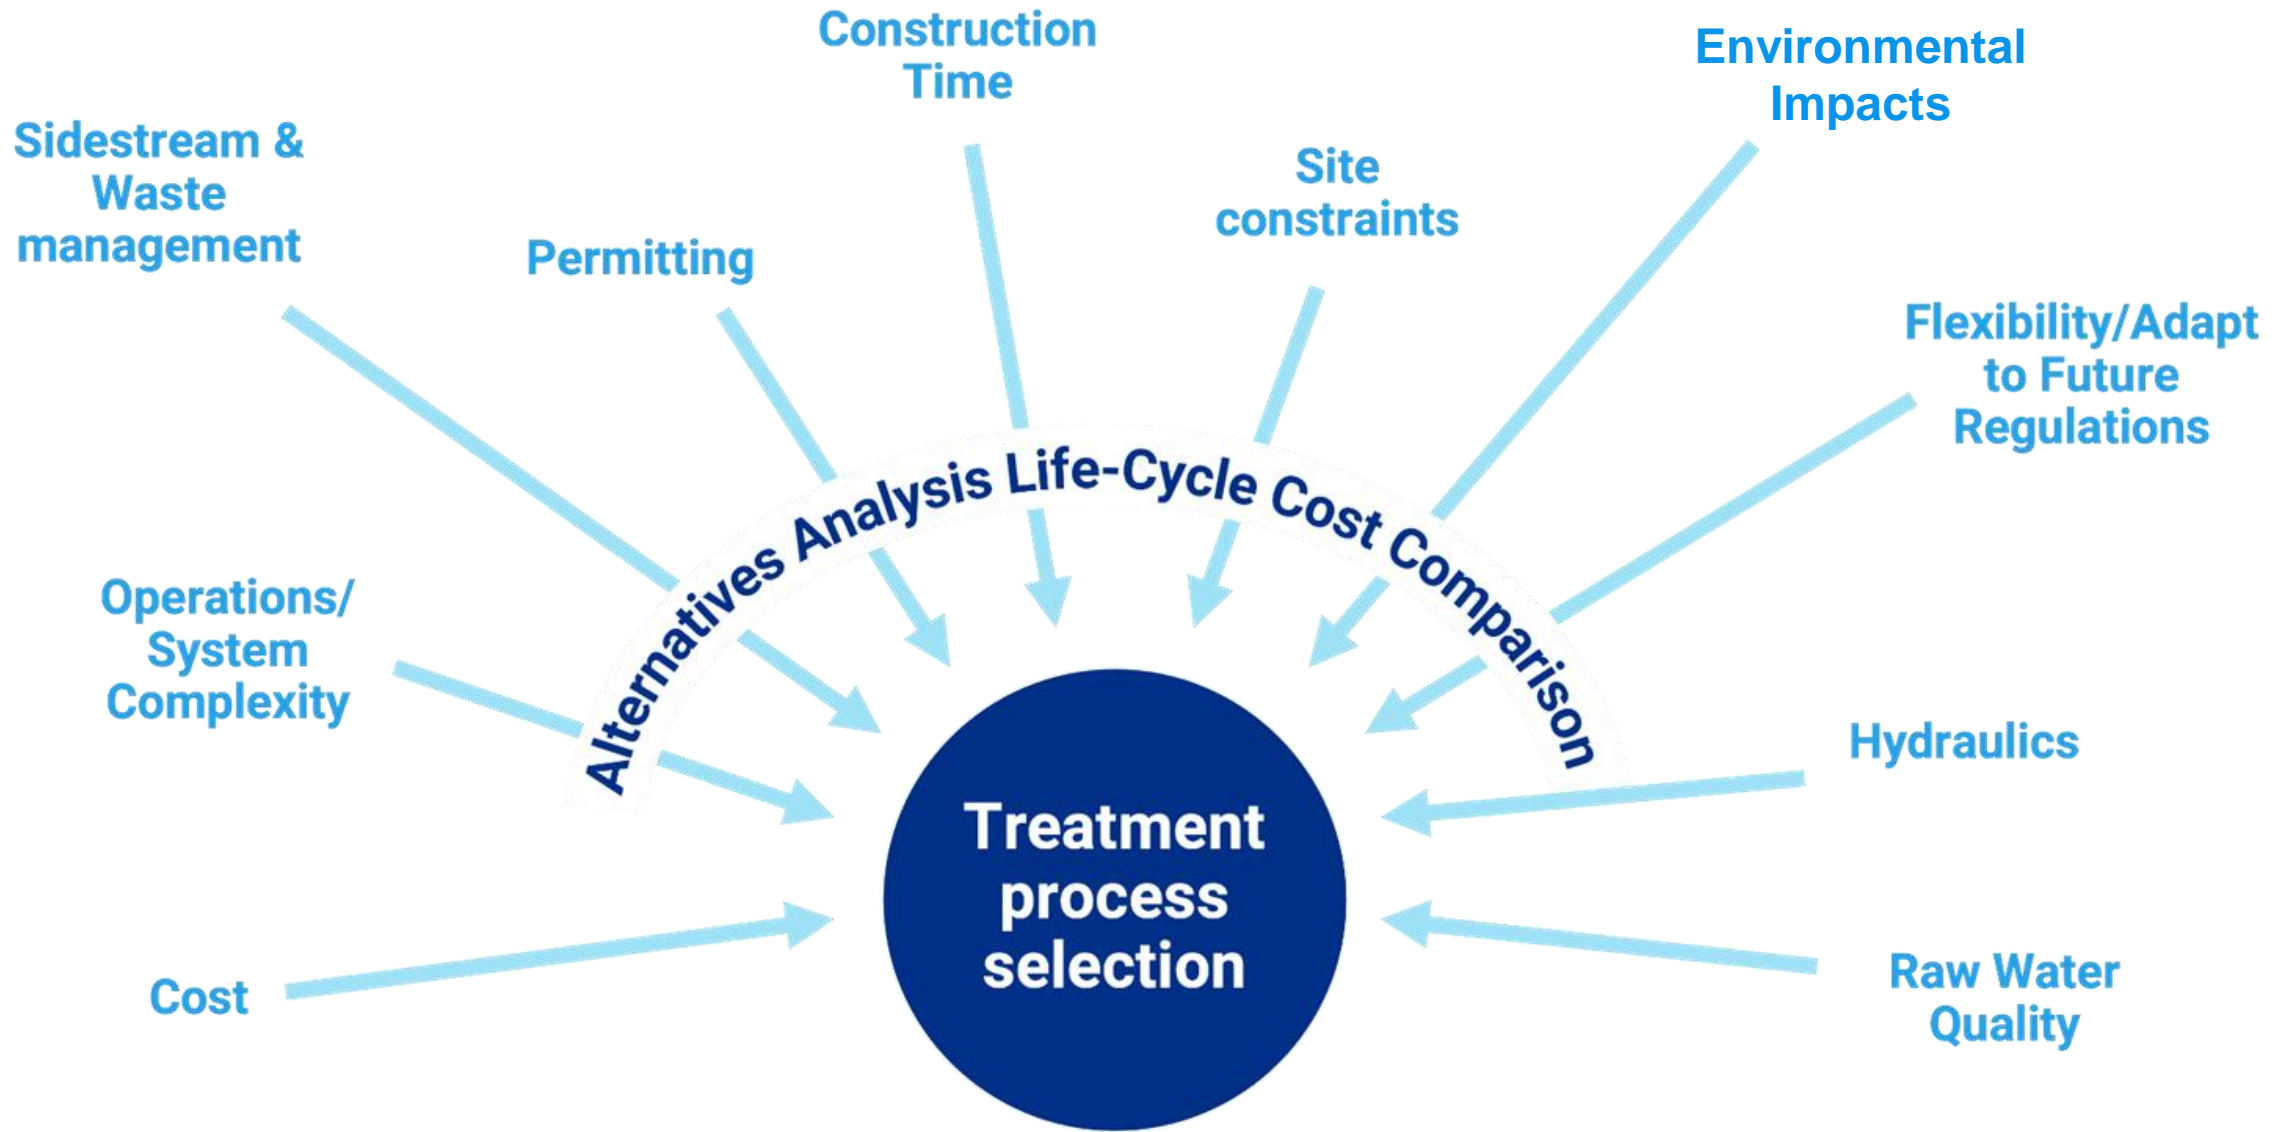 Construction
Time
Environmental
Impacts
Sidestream &
Waste
management
Permitting
Site
constraints
Flexibility/Adapt
to Future
Regulations
Alternatives Analysis Life-Cycle Cost Comparison
Operations/
System
Complexity
Hydraulics
Treatment
process
selection
Cost
Raw Water
Quality